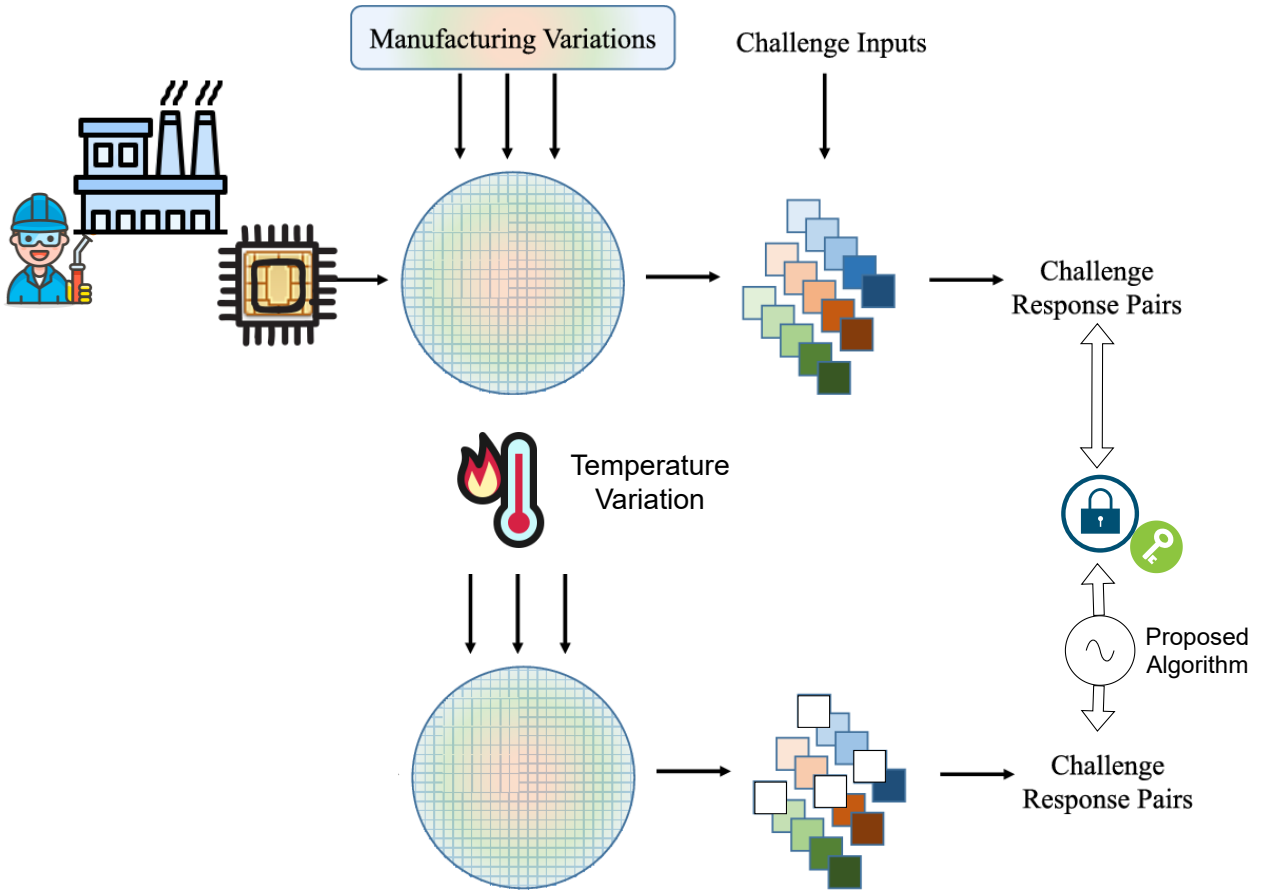 Manufacturing Variations
Challenge Inputs
Challenge
Response Pairs
Temperature
Variation
Proposed
Algorithm
Challenge
Response Pairs